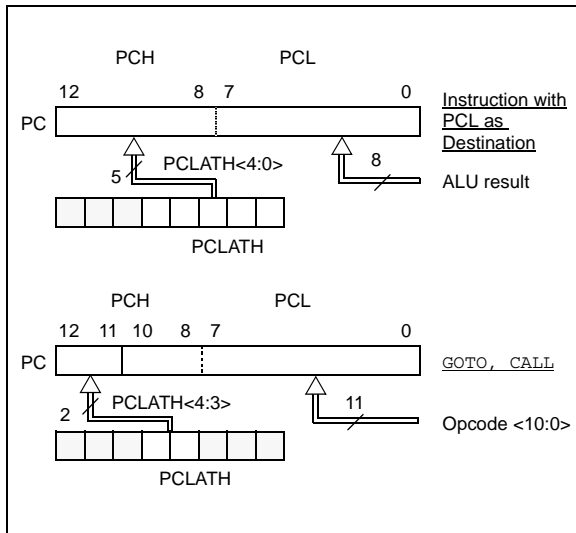 PCH PCL
12 8 7 0
PC
Instruction with
PCL as
Destination
PCLATH<4:0>
5
8
ALU result
PCLATH
PCH PCL
12 11 10 8 7 0
PC
GOTO, CALL
PCLATH<4:3>
2
11
Opcode <10:0>
PCLATH